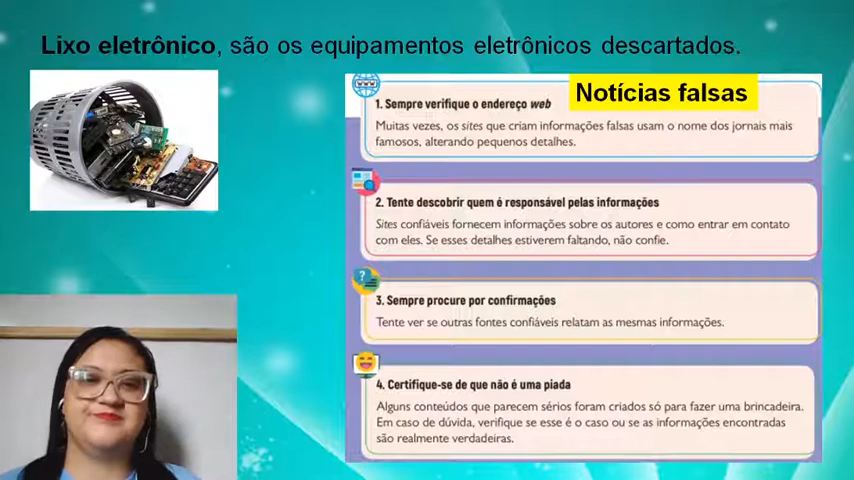 Lixo eletrônico, são os equipamentos eletrônicos descartados.
Notícias falsas
www
1. Sempre verifique o endereço web
Muitas vezes, os sites que criam informações falsas usam o nome dos jornais mais
famosos, alterando pequenos detalhes.
2. Tente descobrir quem é responsável pelas informações
Sites confiáveis fornecem informações sobre os autores e como entrar em contato
com eles. Se esses detalhes estiverem faltando, não confie.
?
3. Sempre procure por confirmações
Tente ver se outras fontes confiáveis relatam as mesmas informações.
4. Certifique-se de que não é uma piada
Alguns conteúdos que parecem sérios foram criados só para fazer uma brincadeira.
Em caso de dúvida, verifique se esse é o caso ou se as informações encontradas
são realmente verdadeiras.